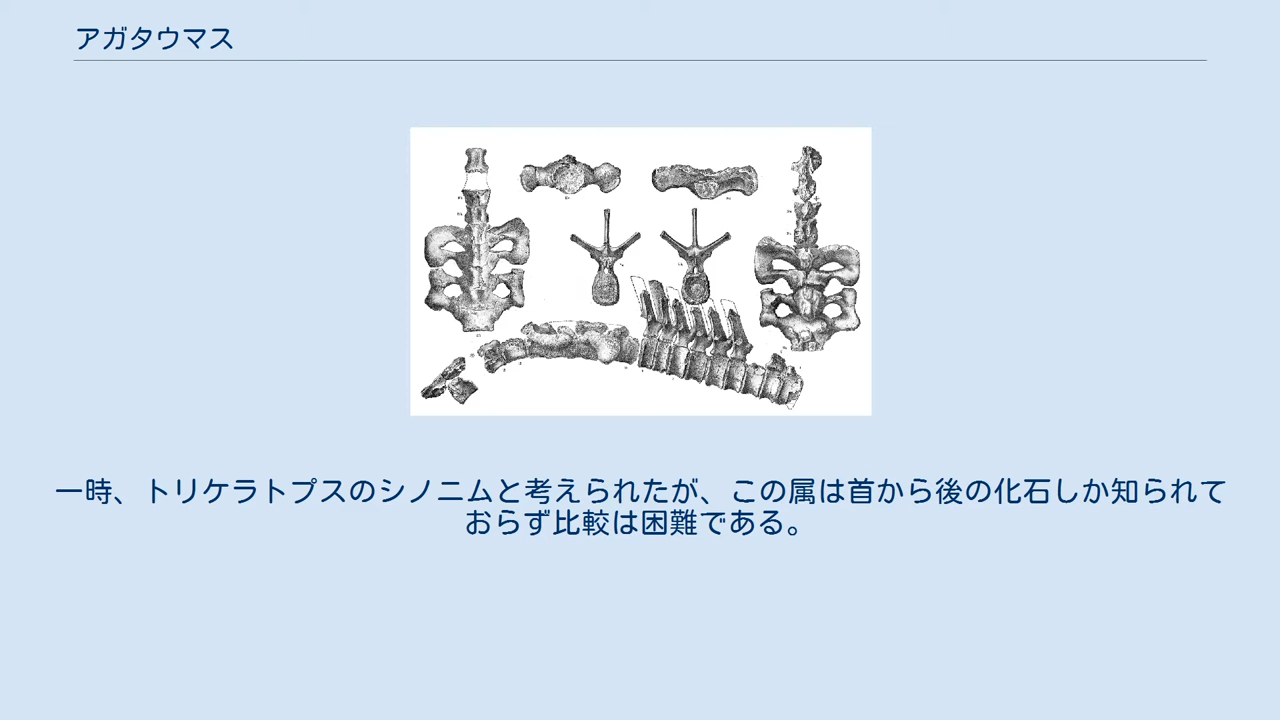 アガタウマス
一時、トリケラトプスのシノニムと考えられたが、この属は首から後の化石しか知られて
おらず比較は困難である。